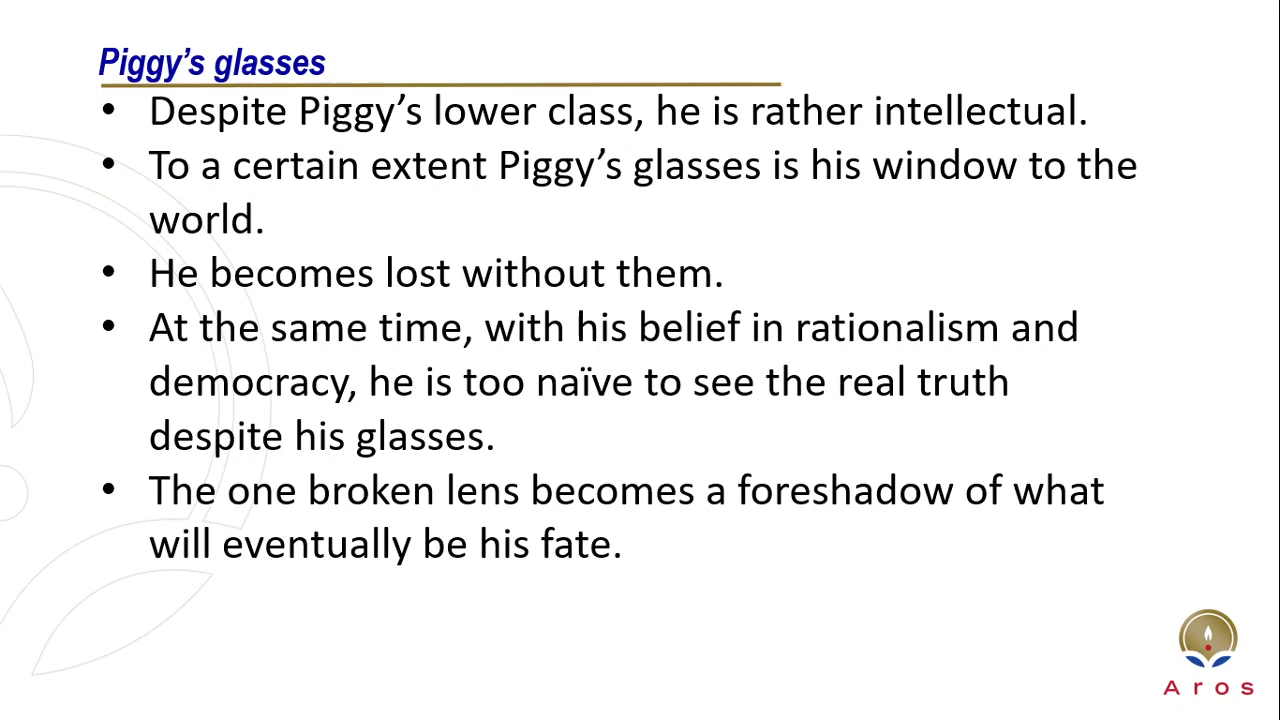 Piggy’s glasses
• Despite Piggy’s lower class, he is rather intellectual.
• To a certain extent Piggy’s glasses is his window to the
world.
• He becomes lost without them.
• At the same time, with his belief in rationalism and
democracy, he is too naïve to see the real truth
despite his glasses.
• The one broken lens becomes a foreshadow of what
will eventually be his fate.
Aros